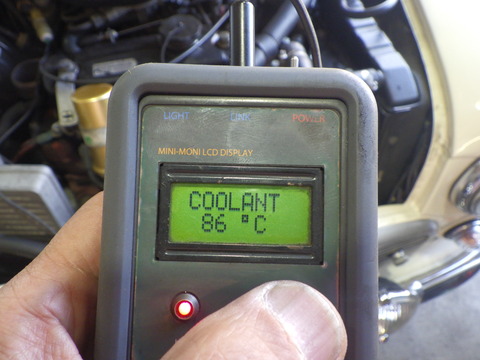 LIGHT LINK POWER
MINI-MONI LCD DISPLAY
COOLANT
86 °C